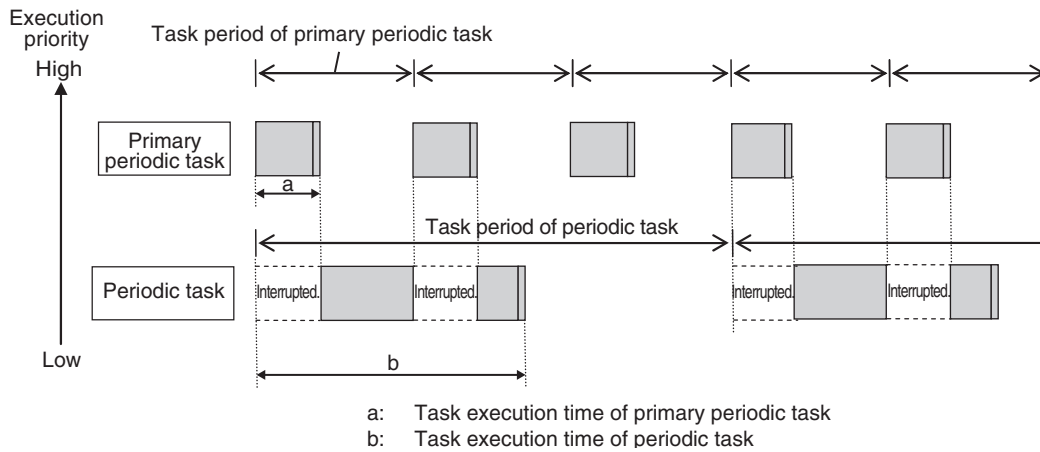 Execution
priority
High
Task period of primary periodic task
Primary
periodic task
a
Task period of periodic task
Periodic task
Interrupted.
Interrupted.
Interrupted.
Interrupted.
Low
b
a: Task execution time of primary periodic task
b: Task execution time of periodic task